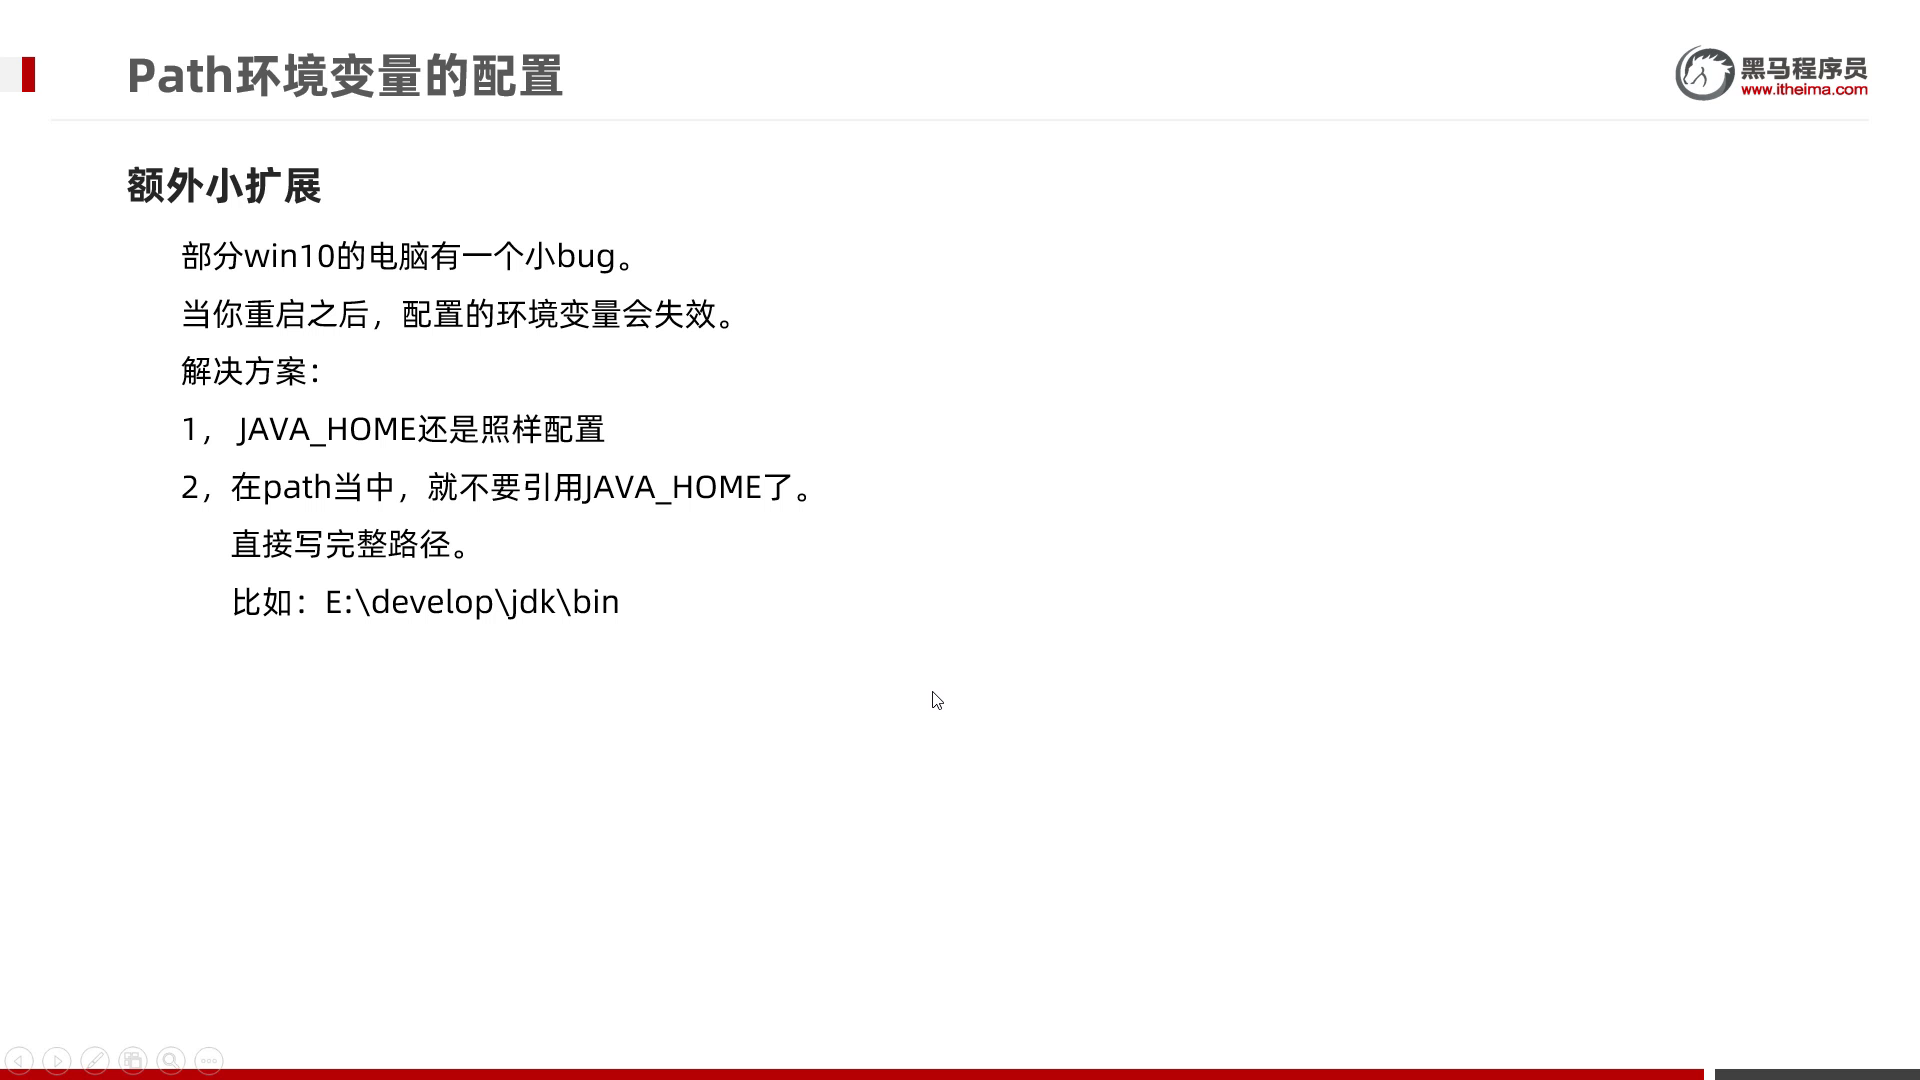 Path环境变量的配置
黑马程序员
www.itheima.com
额外小扩展
部分win10的电脑有一个小bug。
当你重启之后，配置的环境变量会失效。
解决方案：
1， JAVA_HOME还是照样配置
2，在path当中，就不要引用JAVA_HOME了。
直接写完整路径。
比如：E:\develop\jdk\bin